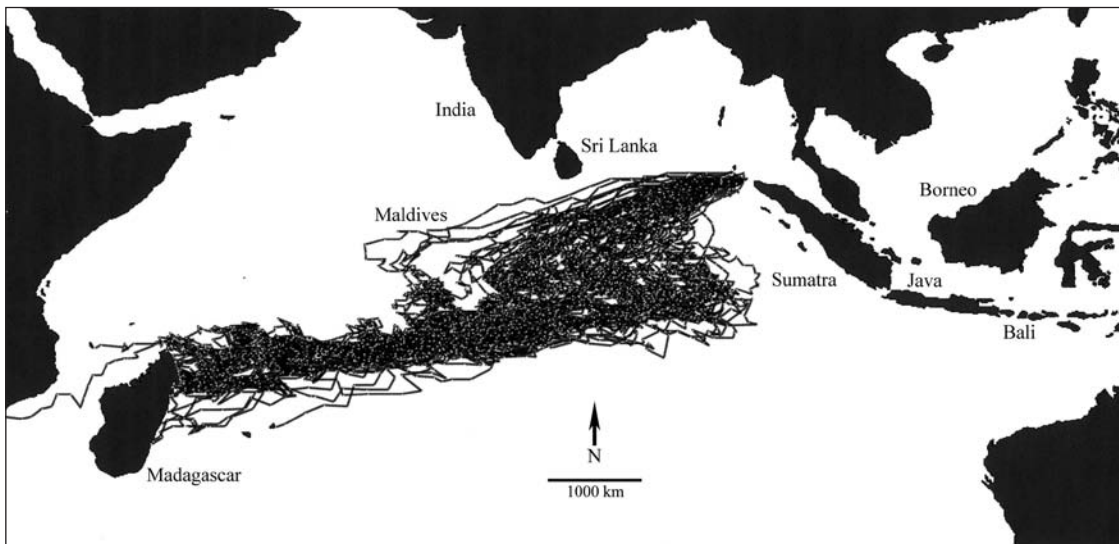 India
Sri Lanka
Maldives
Borneo
Sumatra
Java
Bali
N
1000 km
Madagascar